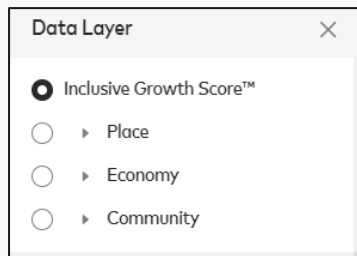 Data Layer
Inclusive Growth Score™
Place
Economy
Community